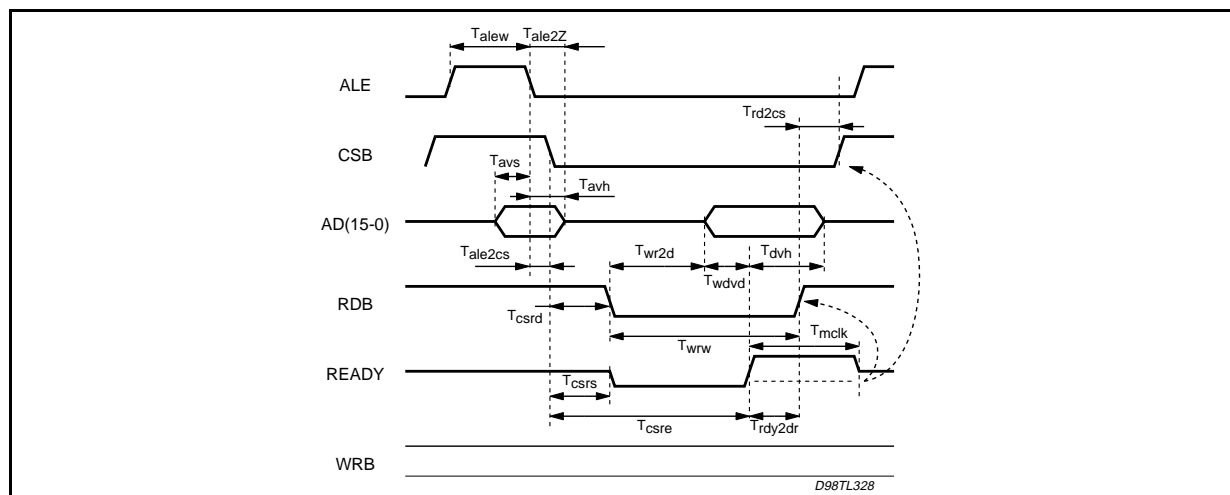 Talew Tale2Z
ALE
Trd2cs
CSB
Tavs
Tavh
AD(15-0)
Tale2cs
Twr2d
Tdvh
Twdvd
RDB
Tcsrd
Tmclk
Twrw
READY
Tcsrs
Tcsre
Trdy2dr
WRB
D98TL328